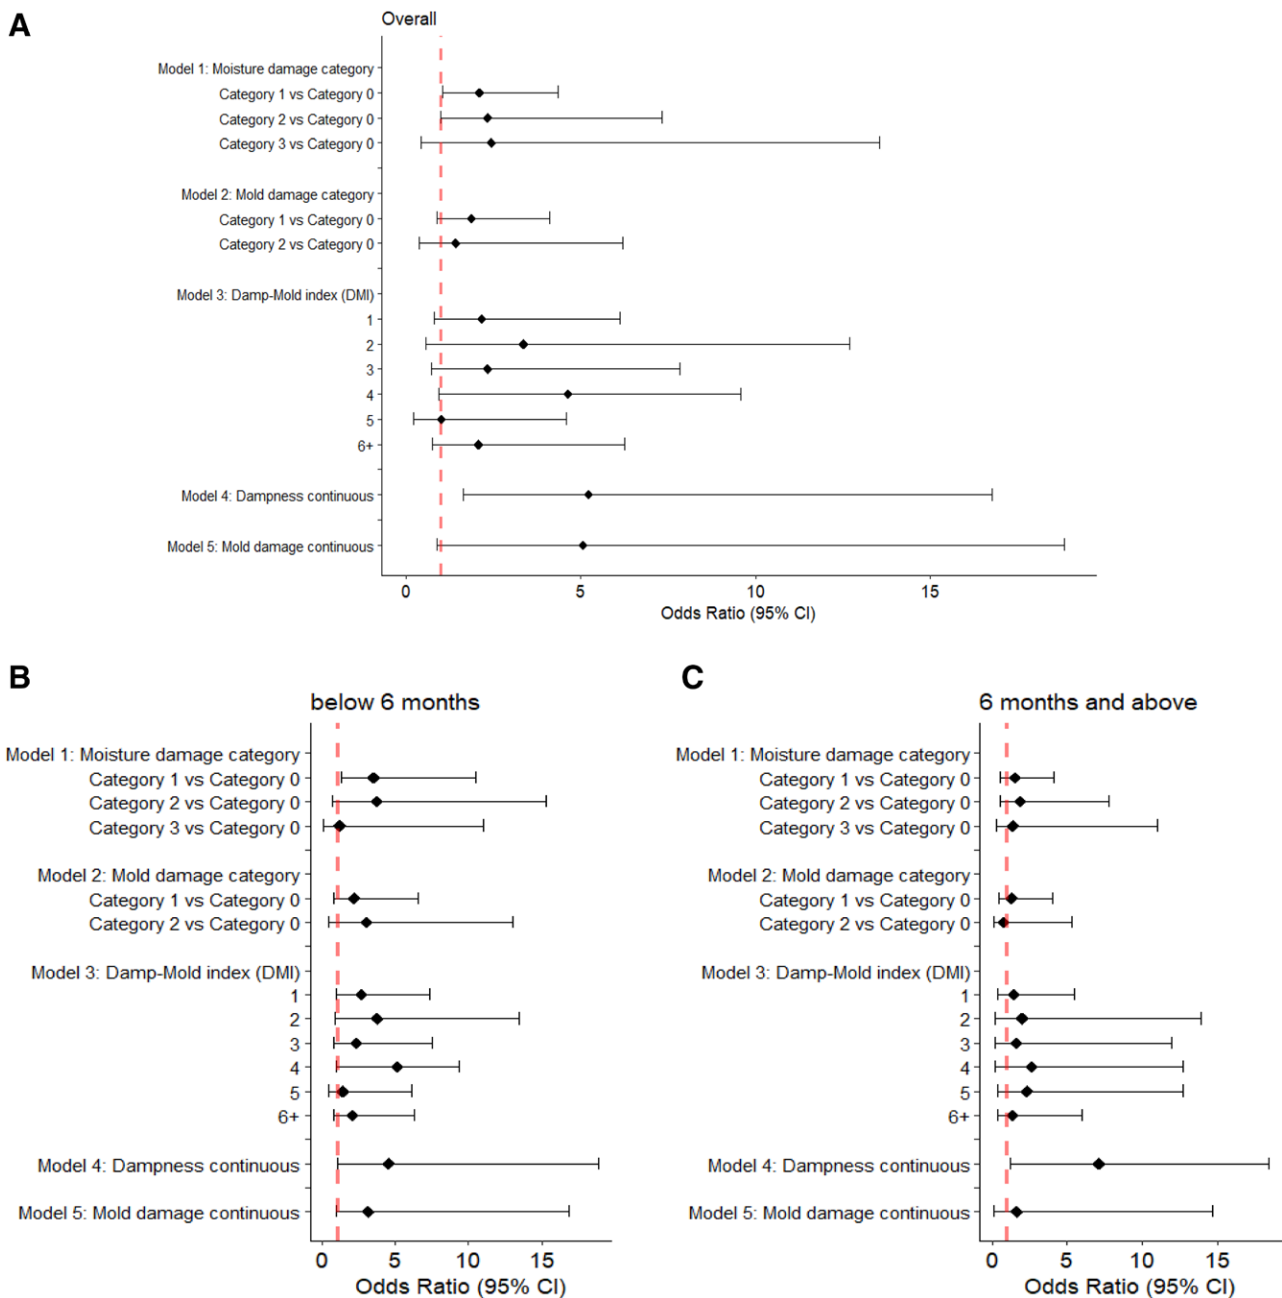 A
Overall
Model 1: Moisture damage category
Category 1 vs Category 0
Category 2 vs Category 0
Category 3 vs Category 0
Model 2: Mold damage category
Category 1 vs Category 0
Category 2 vs Category 0
Model 3: Damp-Mold index (DMI)
1
2
3
4
5
6+
Model 4: Dampness continuous
Model 5: Mold damage continuous
0 5 10 15
Odds Ratio (95% CI)
B
below 6 months
Model 1: Moisture damage category
Category 1 vs Category 0
Category 2 vs Category 0
Category 3 vs Category 0
Model 2: Mold damage category
Category 1 vs Category 0
Category 2 vs Category 0
Model 3: Damp-Mold index (DMI)
1
2
3
4
5
6+
Model 4: Dampness continuous
Model 5: Mold damage continuous
0 5 10 15
Odds Ratio (95% CI)
C
6 months and above
Model 1: Moisture damage category
Category 1 vs Category 0
Category 2 vs Category 0
Category 3 vs Category 0
Model 2: Mold damage category
Category 1 vs Category 0
Category 2 vs Category 0
Model 3: Damp-Mold index (DMI)
1
2
3
4
5
6+
Model 4: Dampness continuous
Model 5: Mold damage continuous
0 5 10 15
Odds Ratio (95% CI)